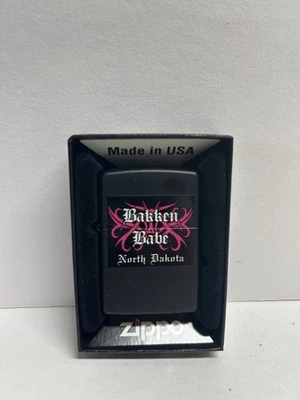 Made in USA
Bakken
Babe
North Dakota
zippo